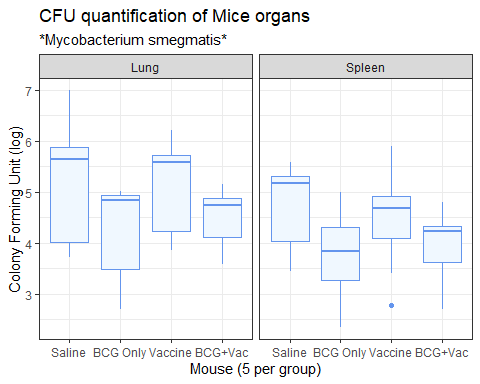 CFU quantification of Mice organs
*Mycobacterium smegmatis*
Lung Spleen
7
6
5
4
3
Colony Forming Unit (log)
Saline BCG Only Vaccine BCG+Vac Saline BCG Only Vaccine BCG+Vac
Mouse (5 per group)